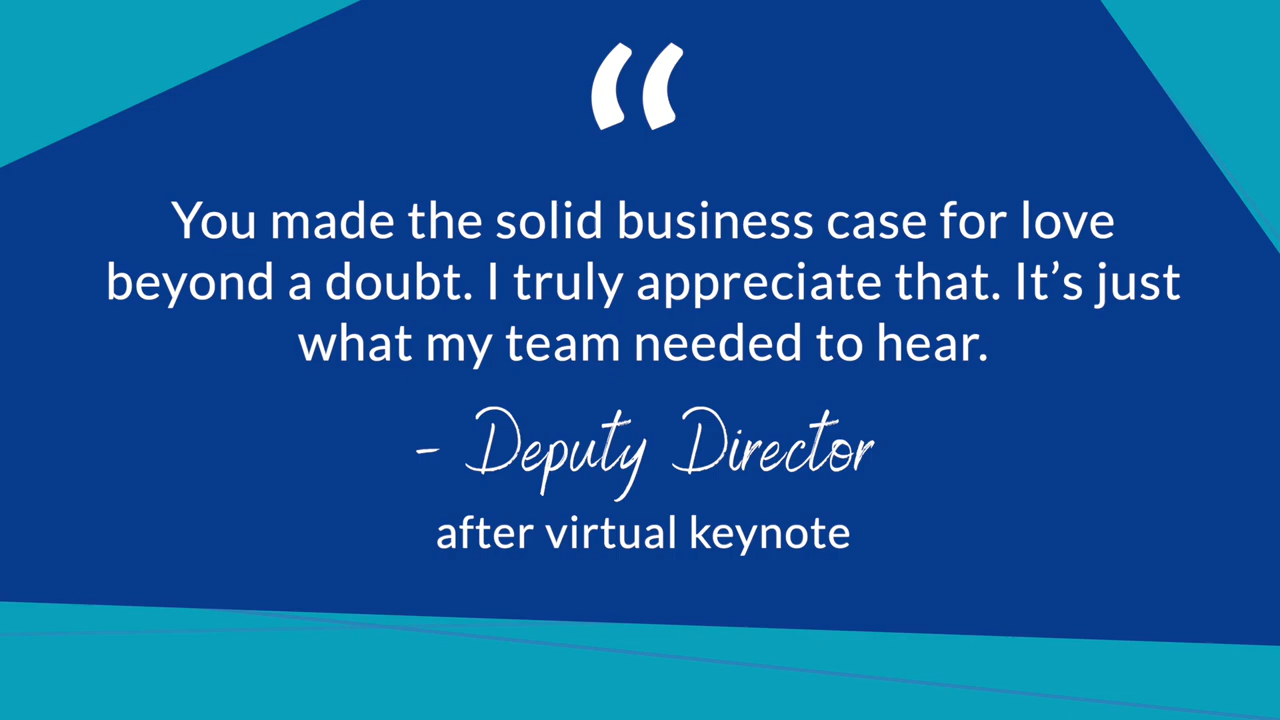 “
You made the solid business case for love
beyond a doubt. I truly appreciate that. It’s just
what my team needed to hear.
- Deputy Director
after virtual keynote